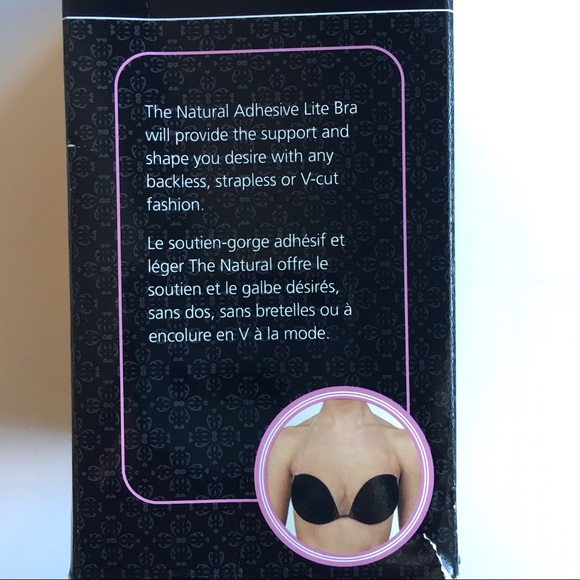 The Natural Adhesive Lite Bra
will provide the support and
shape you desire with any
backless, strapless or V-cut
fashion.
Le soutien-gorge adhésif et
léger The Natural offre le
soutien et le galbe désirés,
sans dos, sans bretelles ou à
encolure en V à la mode.